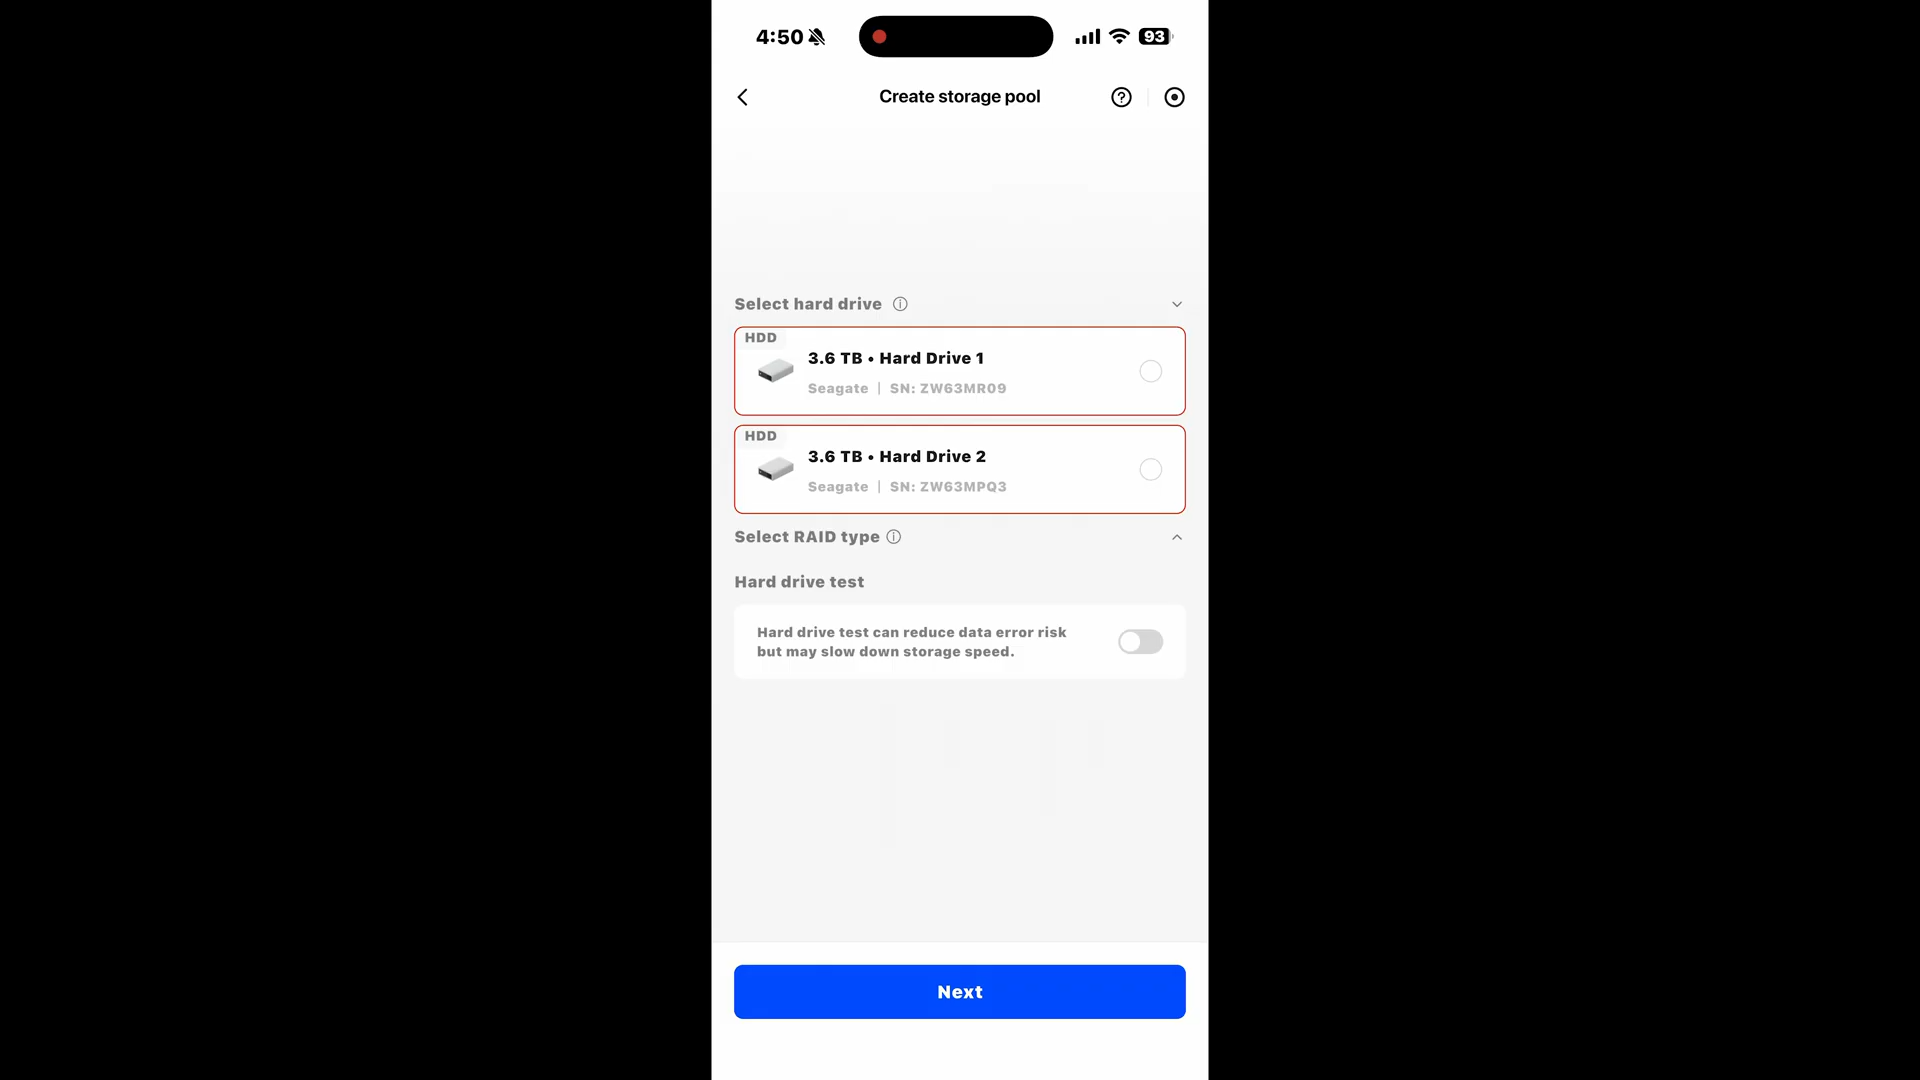 4:50
93
Create storage pool
Select hard drive
HDD
3.6 TB • Hard Drive 1
Seagate | SN: ZW63MR09
HDD
3.6 TB • Hard Drive 2
Seagate | SN: ZW63MPQ3
Select RAID type
Hard drive test
Hard drive test can reduce data error risk
but may slow down storage speed.
Next